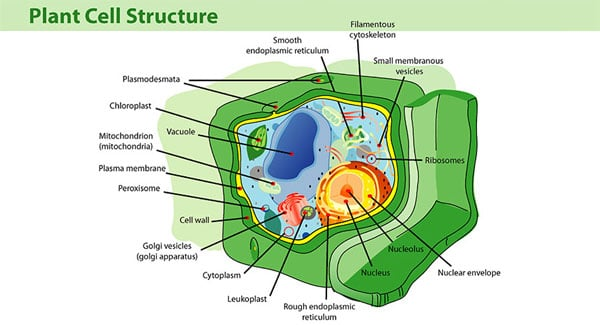 Plant Cell Structure
Filamentous
cytoskeleton
Smooth
endoplasmic reticulum
Small membranous
vesicles
Plasmodesmata
Chloroplast
Vacuole
Mitochondrion
(mitochondria)
Ribosomes
Plasma membrane
Peroxisome
Cell wall
Golgi vesicles
(golgi apparatus)
Nucleolus
Cytoplasm
Nucleus
Nuclear envelope
Leukoplast
Rough endoplasmic
reticulum